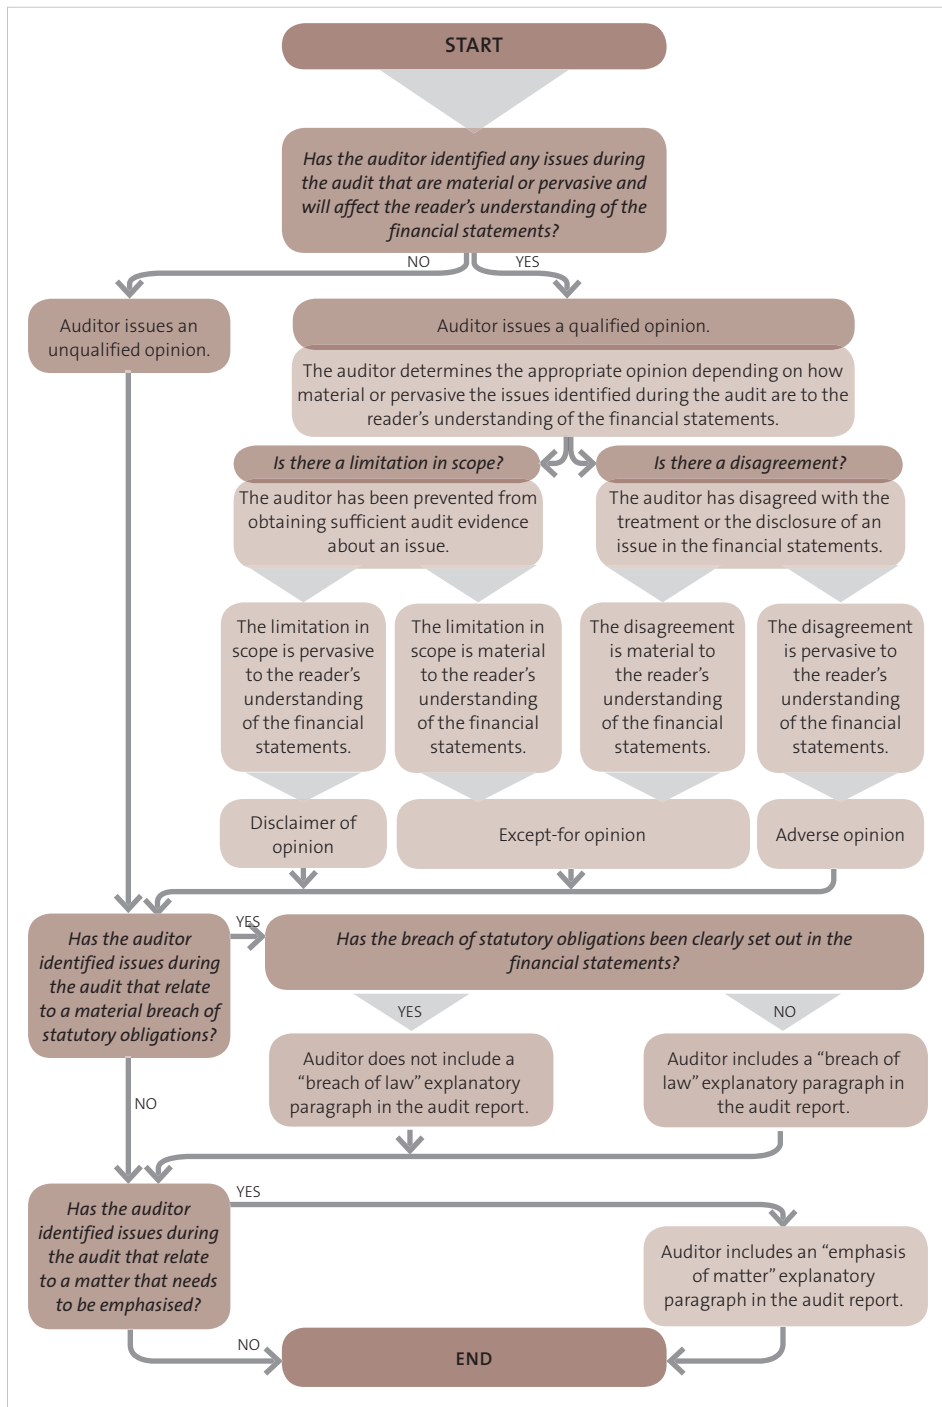 START
Has the auditor identified any issues during
the audit that are material or pervasive and
will affect the reader’s understanding of the
financial statements?
NO
YES
Auditor issues an
unqualified opinion.
Auditor issues a qualified opinion.
The auditor determines the appropriate opinion depending on how
material or pervasive the issues identified during the audit are to the
reader’s understanding of the financial statements.
Is there a limitation in scope?
The auditor has been prevented from
obtaining sufficient audit evidence
about an issue.
Is there a disagreement?
The auditor has disagreed with the
treatment or the disclosure of an
issue in the financial statements.
The limitation in
scope is pervasive
to the reader’s
understanding
of the financial
statements.
The limitation in
scope is material
to the reader’s
understanding
of the financial
statements.
The disagreement
is material to
the reader’s
understanding
of the financial
statements.
The disagreement
is pervasive to
the reader’s
understanding
of the financial
statements.
Disclaimer of
opinion
Except-for opinion
Adverse opinion
Has the auditor
identified issues during
the audit that relate
to a material breach of
statutory obligations?
YES
Has the breach of statutory obligations been clearly set out in the
financial statements?
YES
NO
Auditor does not include a
“breach of law” explanatory
paragraph in the audit report.
Auditor includes a “breach of
law” explanatory paragraph in
the audit report.
NO
Has the auditor
identified issues during
the audit that relate
to a matter that needs
to be emphasised?
YES
Auditor includes an “emphasis
of matter” explanatory
paragraph in the audit report.
NO
END